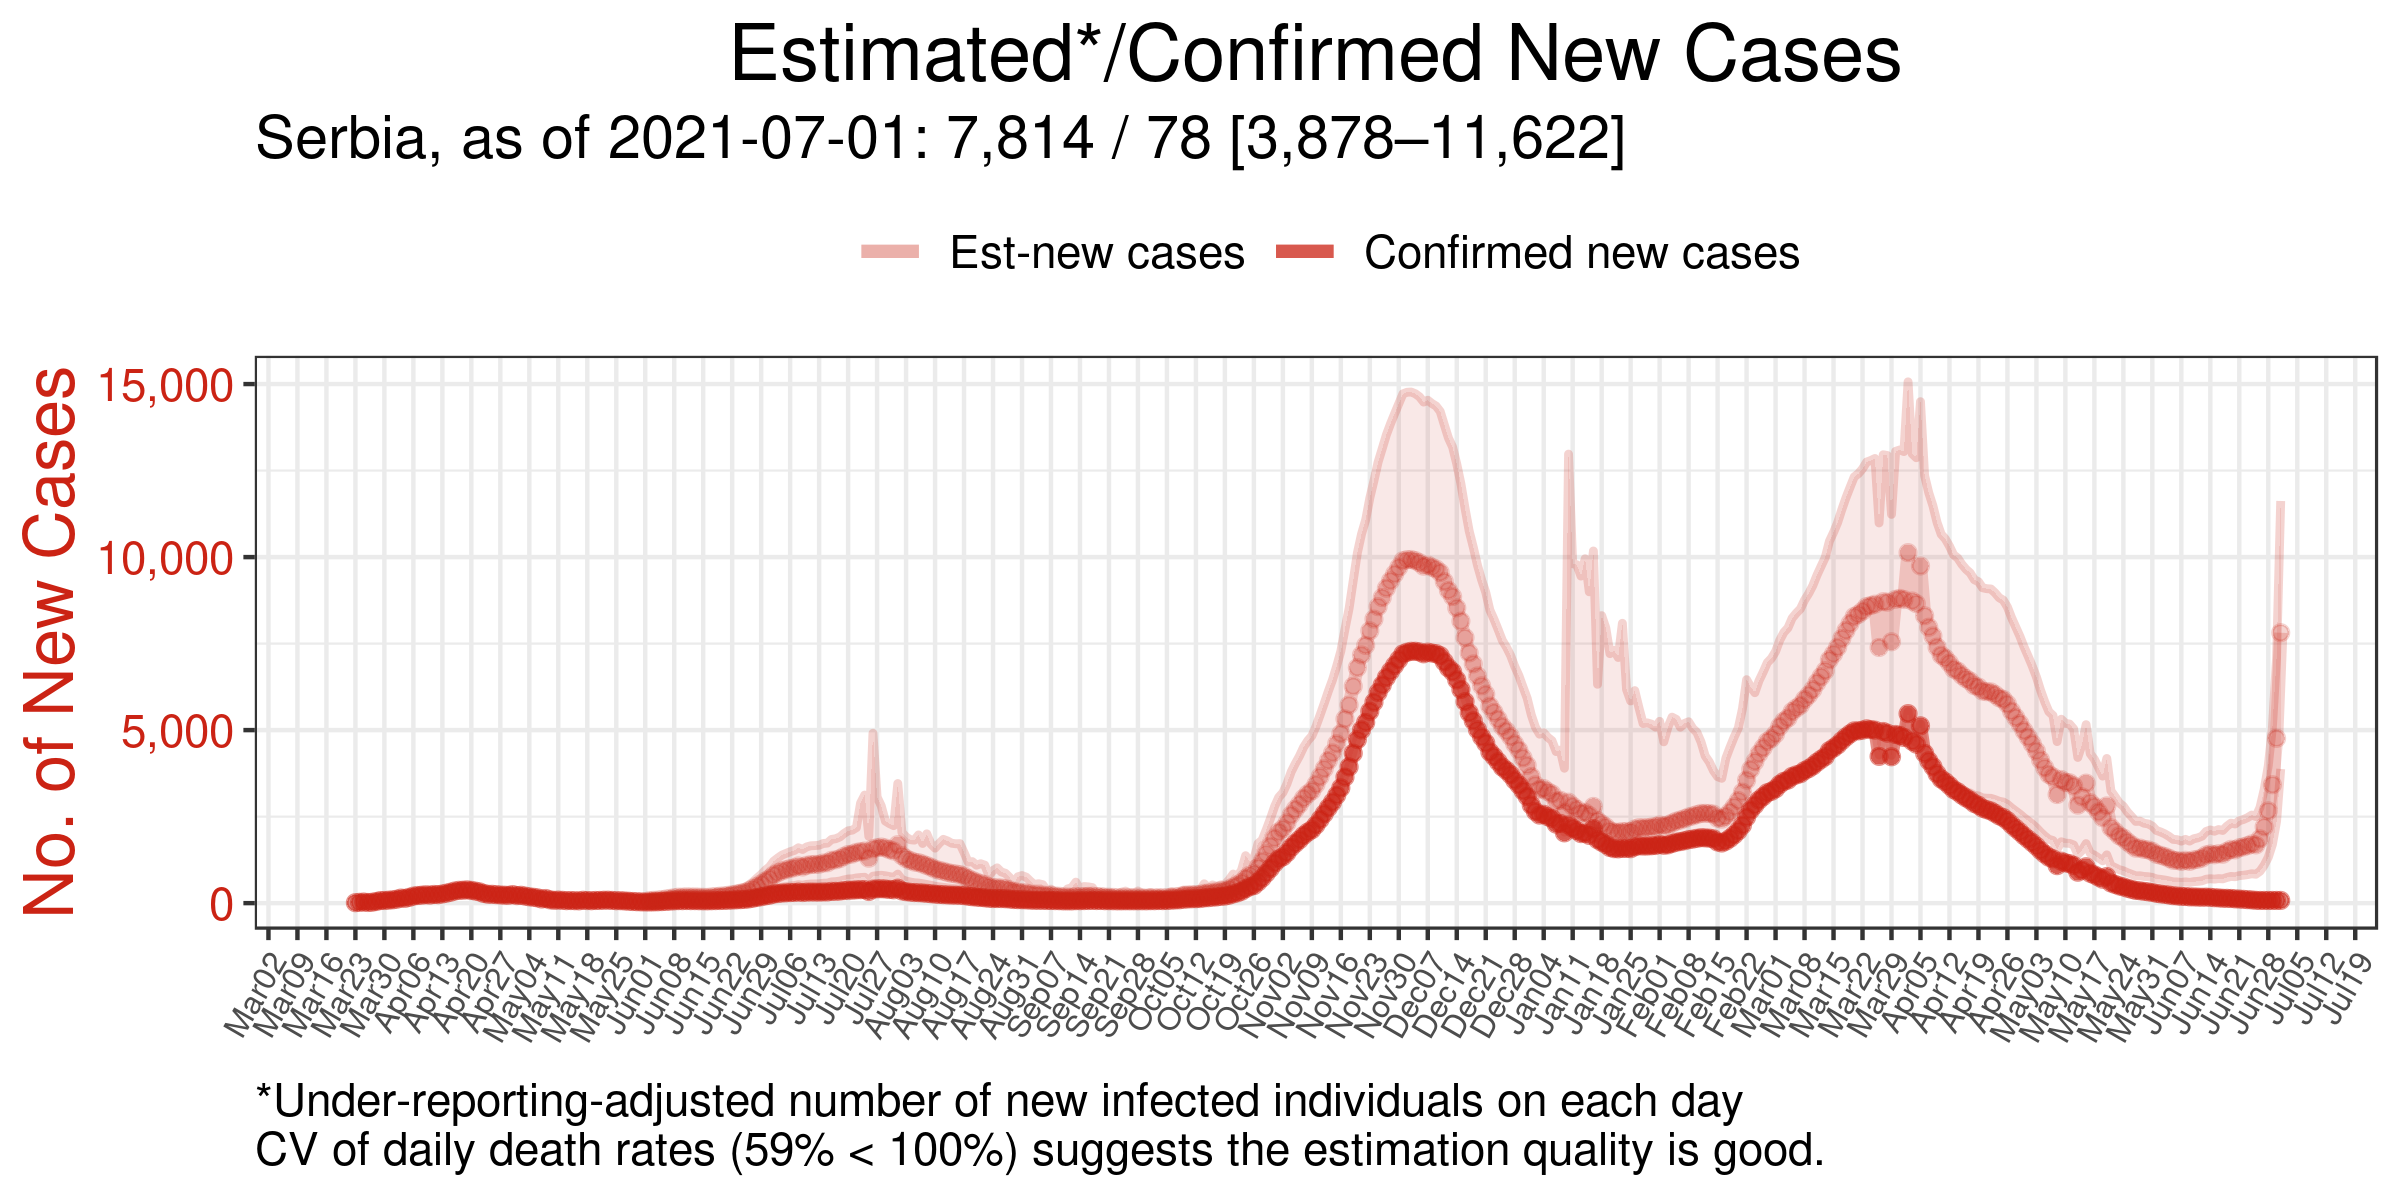 Estimated*/Confirmed New Cases
Serbia, as of 2021-07-01: 7,814 / 78 [3,878–11,622]
Est-new cases Confirmed new cases
No. of New Cases
15,000
10,000
5,000
0
Mar02 Mar09 Mar16 Mar23 Mar30 Apr06 Apr13 Apr20 Apr27 May04 May11 May18 May25 Jun01 Jun08 Jun15 Jun22 Jun29 Jul06 Jul13 Jul20 Jul27 Aug03 Aug10 Aug17 Aug24 Aug31 Sep07 Sep14 Sep21 Sep28 Oct05 Oct12 Oct19 Oct26 Nov02 Nov09 Nov16 Nov23 Nov30 Dec07 Dec14 Dec21 Dec28 Jan04 Jan11 Jan18 Jan25 Feb01 Feb08 Feb15 Feb22 Mar01 Mar08 Mar15 Mar22 Mar29 Apr05 Apr12 Apr19 Apr26 May03 May10 May17 May24 May31 Jun07 Jun14 Jun21 Jun28 Jul05 Jul12 Jul19
*Under-reporting-adjusted number of new infected individuals on each day
CV of daily death rates (59% < 100%) suggests the estimation quality is good.